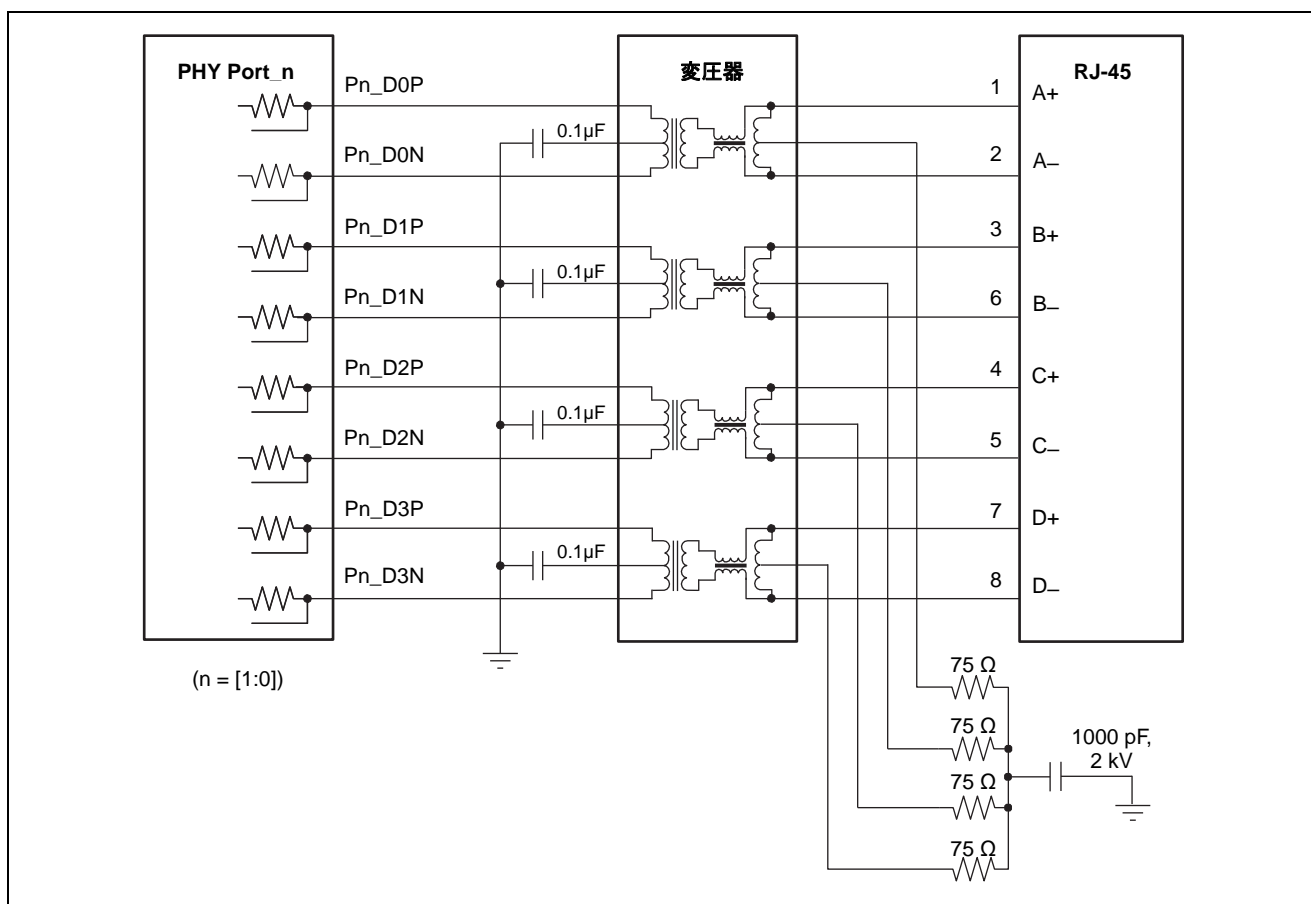 PHY Port_n
変圧器
RJ-45
Pn_D0P
0.1µF
Pn_D0N
Pn_D1P
0.1µF
Pn_D1N
Pn_D2P
0.1µF
Pn_D2N
Pn_D3P
0.1µF
Pn_D3N
(n = [1:0])
1 A+
2 A–
3 B+
6 B–
4 C+
5 C–
7 D+
8 D–
75 Ω
75 Ω
75 Ω
75 Ω
1000 pF,
2 kV